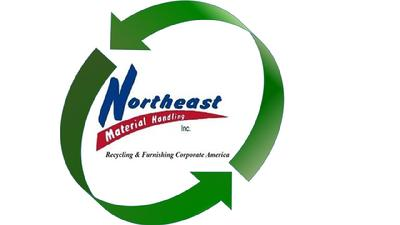 Northeast
Material Handling
Inc.
Recycling & Furnishing Corporate America